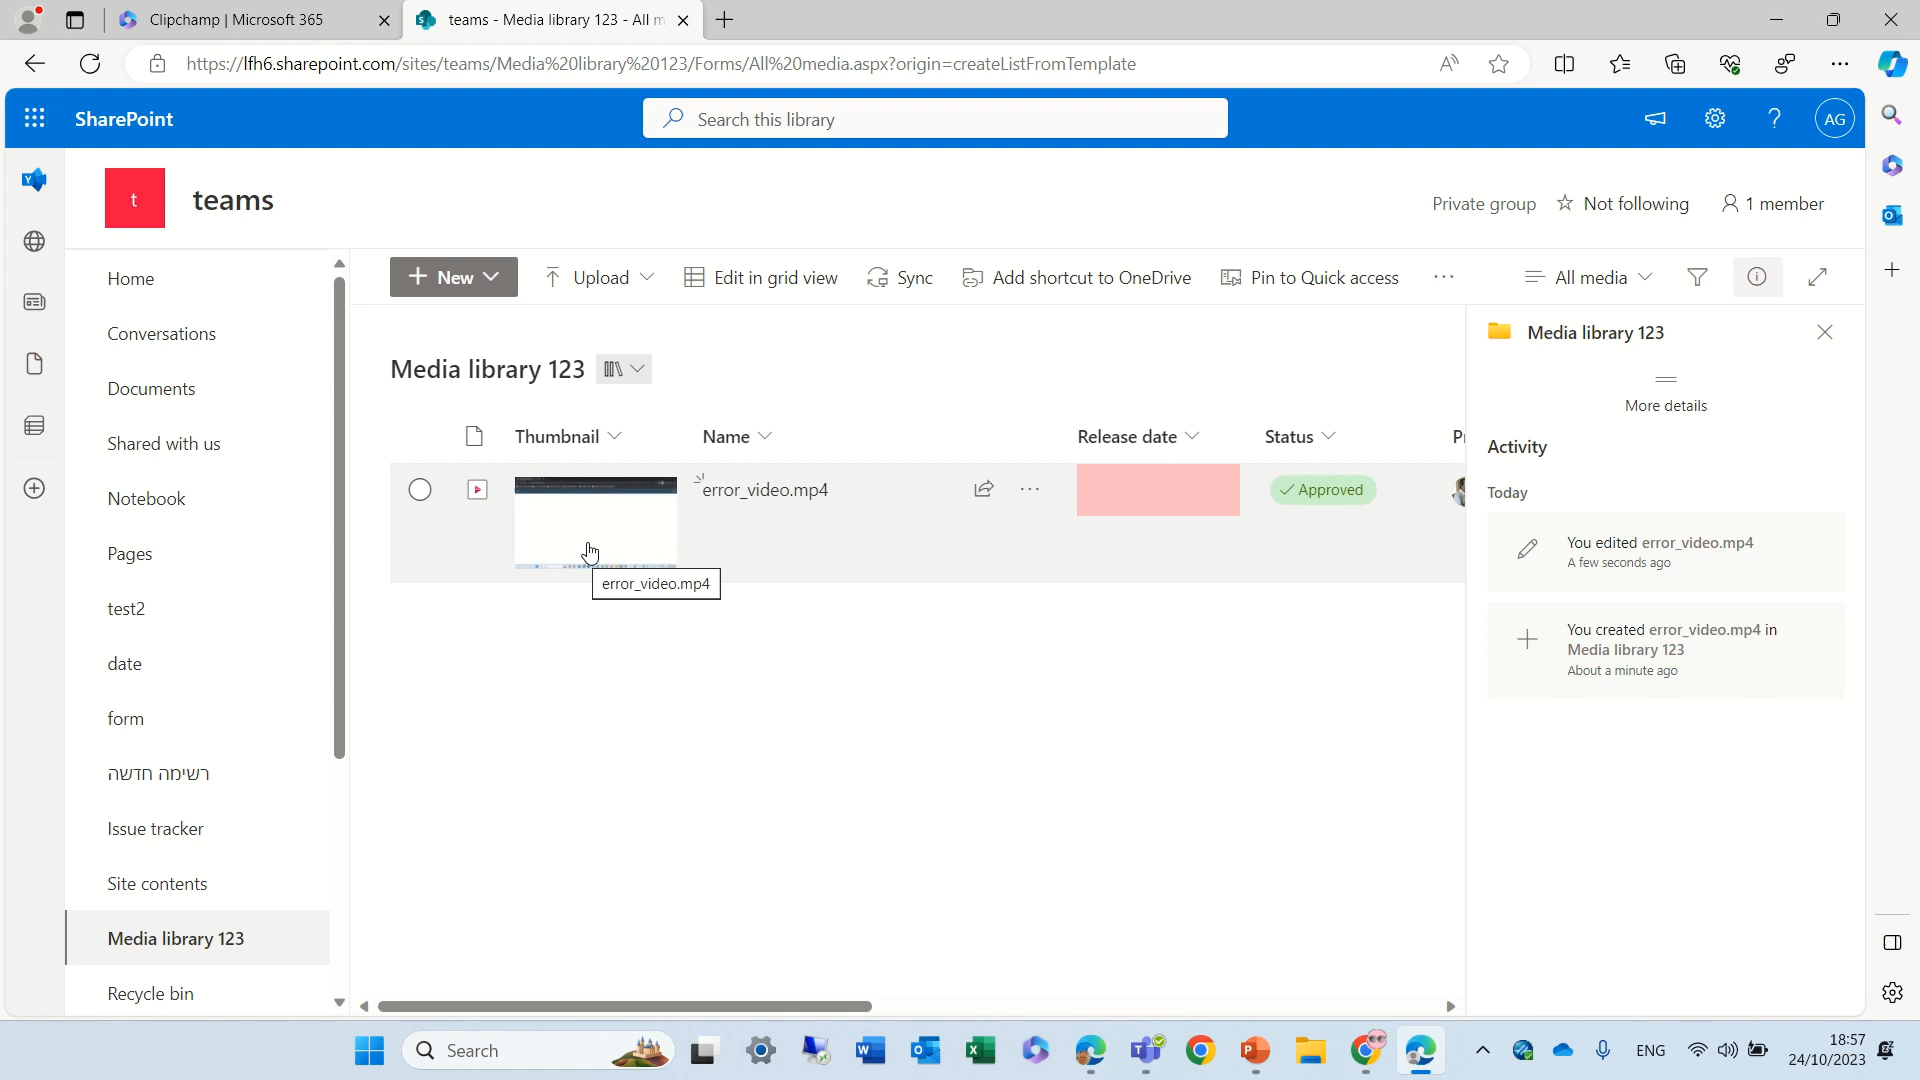 Clipchamp | Microsoft 365
teams - Media library 123 - All m
https://lfh6.sharepoint.com/sites/teams/Media%20library%20123/Forms/All%20media.aspx?origin=createListFromTemplate
SharePoint
Search this library
AG
t
teams
Private group
Not following
1 member
Home
Conversations
Documents
Shared with us
Notebook
Pages
test2
date
form
רשימה חדשה
Issue tracker
Site contents
Media library 123
Recycle bin
New
Upload
Edit in grid view
Sync
Add shortcut to OneDrive
Pin to Quick access
All media
Media library 123
Thumbnail
Name
Release date
Status
error_video.mp4
Approved
error_video.mp4
Media library 123
More details
Activity
Today
You edited error_video.mp4
A few seconds ago
You created error_video.mp4 in
Media library 123
About a minute ago
Search
ENG
18:57
24/10/2023